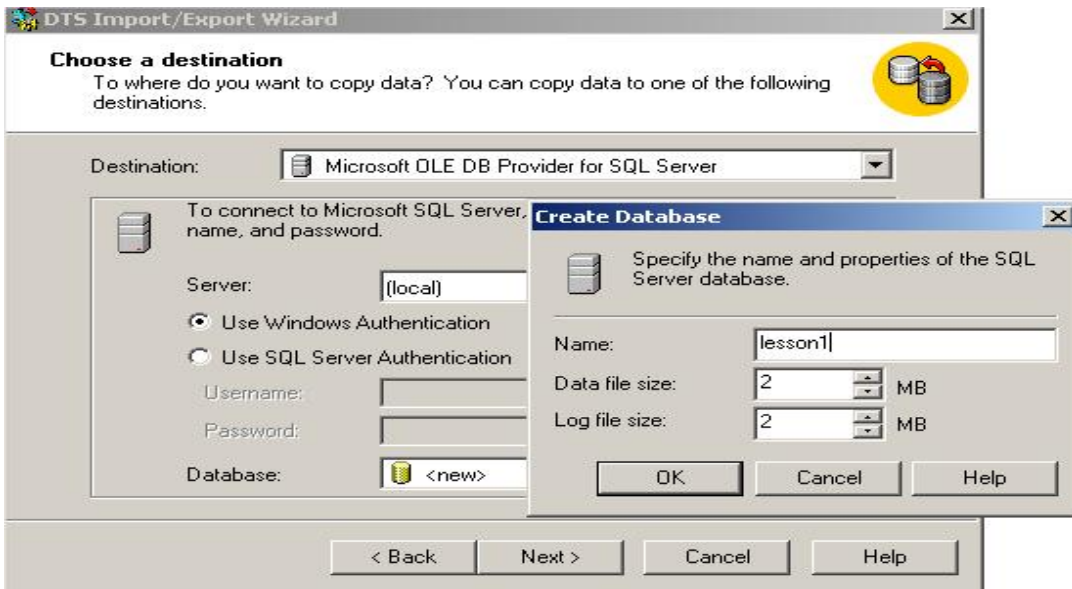 DTS Import/Export Wizard
Choose a destination
To where do you want to copy data? You can copy data to one of the following
destinations.
Destination: Microsoft OLE DB Provider for SQL Server
To connect to Microsoft SQL Server,
name, and password.
Server: (local)
Use Windows Authentication
Use SQL Server Authentication
Username:
Password:
Database: <new>
< Back Next > Cancel Help
Create Database
Specify the name and properties of the SQL
Server database.
Name: lesson1
Data file size: 2 MB
Log file size: 2 MB
OK Cancel Help